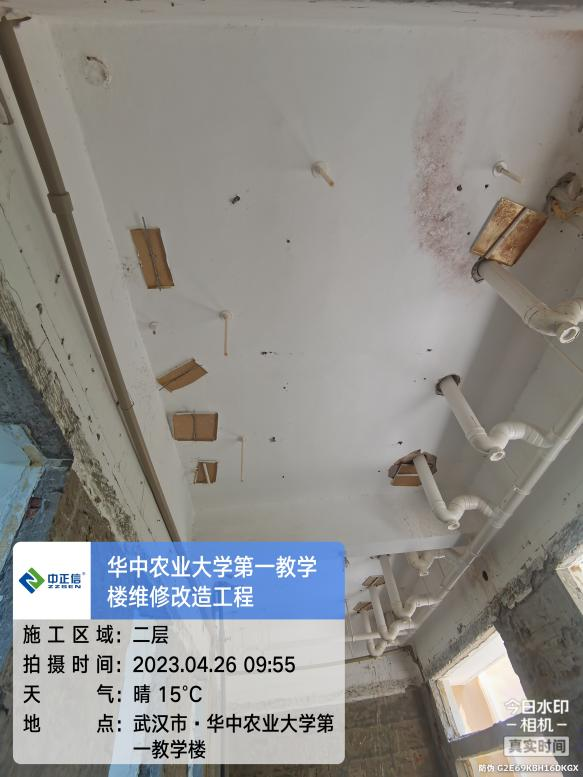 中正信®
ZZSEN
华中农业大学第一教学
楼维修改造工程
施工区域：二层
拍摄时间：2023.04.26 09:55
天气：晴 15℃
地点：武汉市·华中农业大学第
一教学楼
今日水印
-相机-
真实时间
防伪 G2E69K8H16DKGX